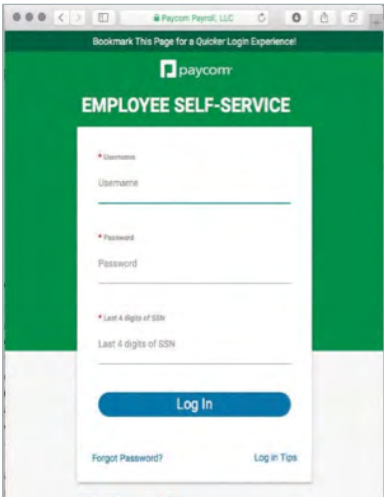 Paycom Payroll, LLC
Bookmark This Page for a Quicker Login Experience!
paycom
EMPLOYEE SELF-SERVICE
* Username
Username
* Password
Password
* Last 4 digits of SSN
Last 4 digits of SSN
Log In
Forgot Password? Log in Tips